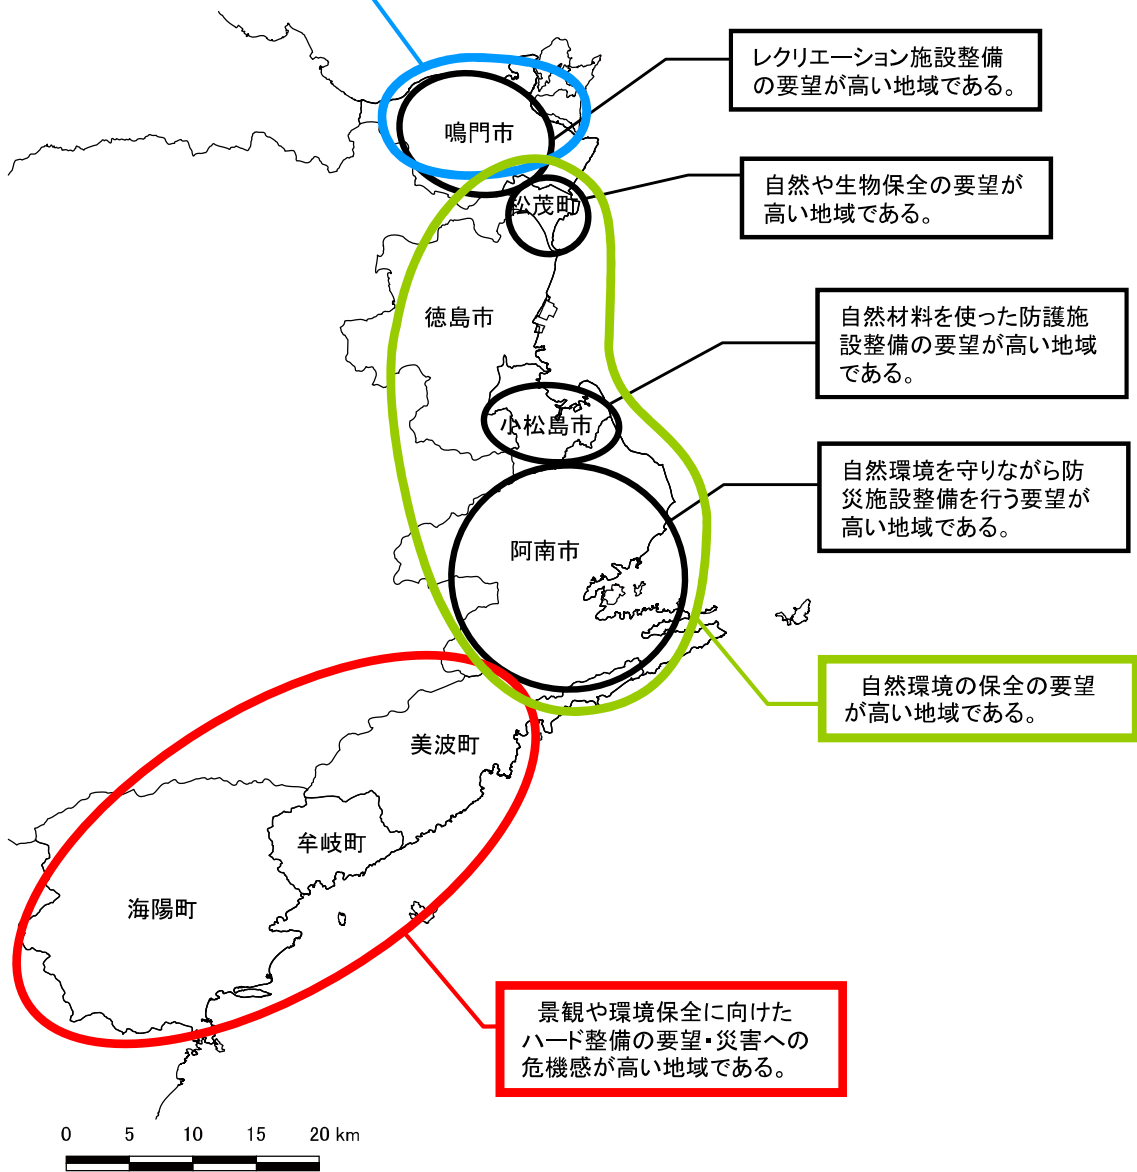 レクリエーション施設整備
の要望が高い地域である。
鳴門市
自然や生物保全の要望が
高い地域である。
松茂町
徳島市
自然材料を使った防護施
設整備の要望が高い地域
である。
小松島市
自然環境を守りながら防
災施設整備を行う要望が
高い地域である。
阿南市
自然環境の保全の要望
が高い地域である。
美波町
牟岐町
海陽町
景観や環境保全に向けた
ハード整備の要望・災害への
危機感が高い地域である。
0 5 10 15 20 km